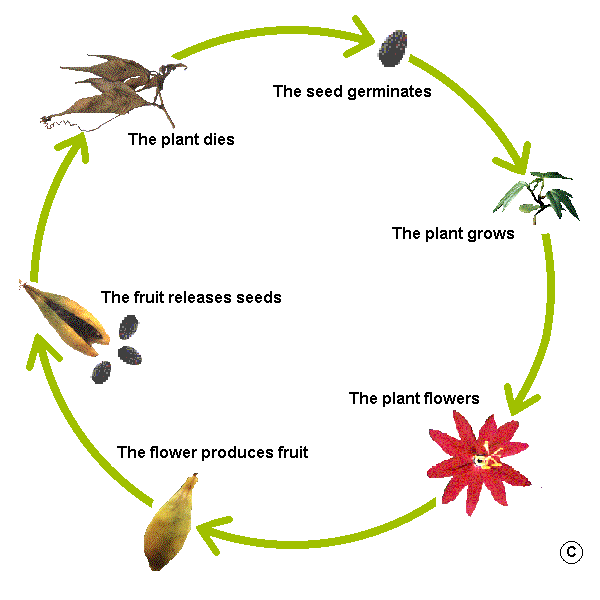 The seed germinates
The plant dies
The plant grows
The fruit releases seeds
The plant flowers
The flower produces fruit
©